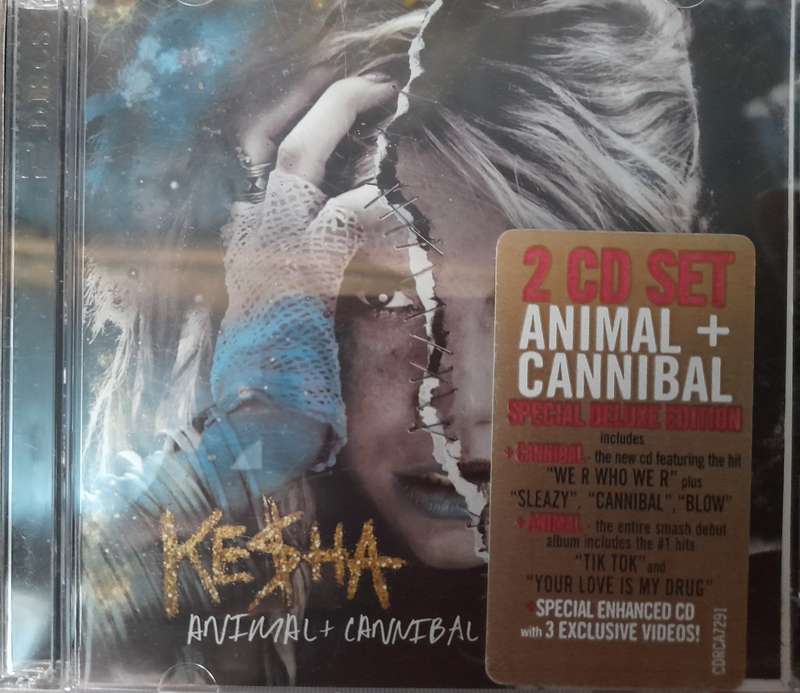 KE$HA
ANIMAL + CANNIBAL
2 CD SET
ANIMAL +
CANNIBAL
SPECIAL DELUXE EDITION
includes
+ CANNIBAL - the new cd featuring the hit
"WE R WHO WE R" plus
"SLEAZY", "CANNIBAL", "BLOW"
+ ANIMAL - the entire smash debut
album includes the #1 hits
"TIK TOK" and
"YOUR LOVE IS MY DRUG"
+SPECIAL ENHANCED CD
with 3 EXCLUSIVE VIDEOS!
CDRCA7291